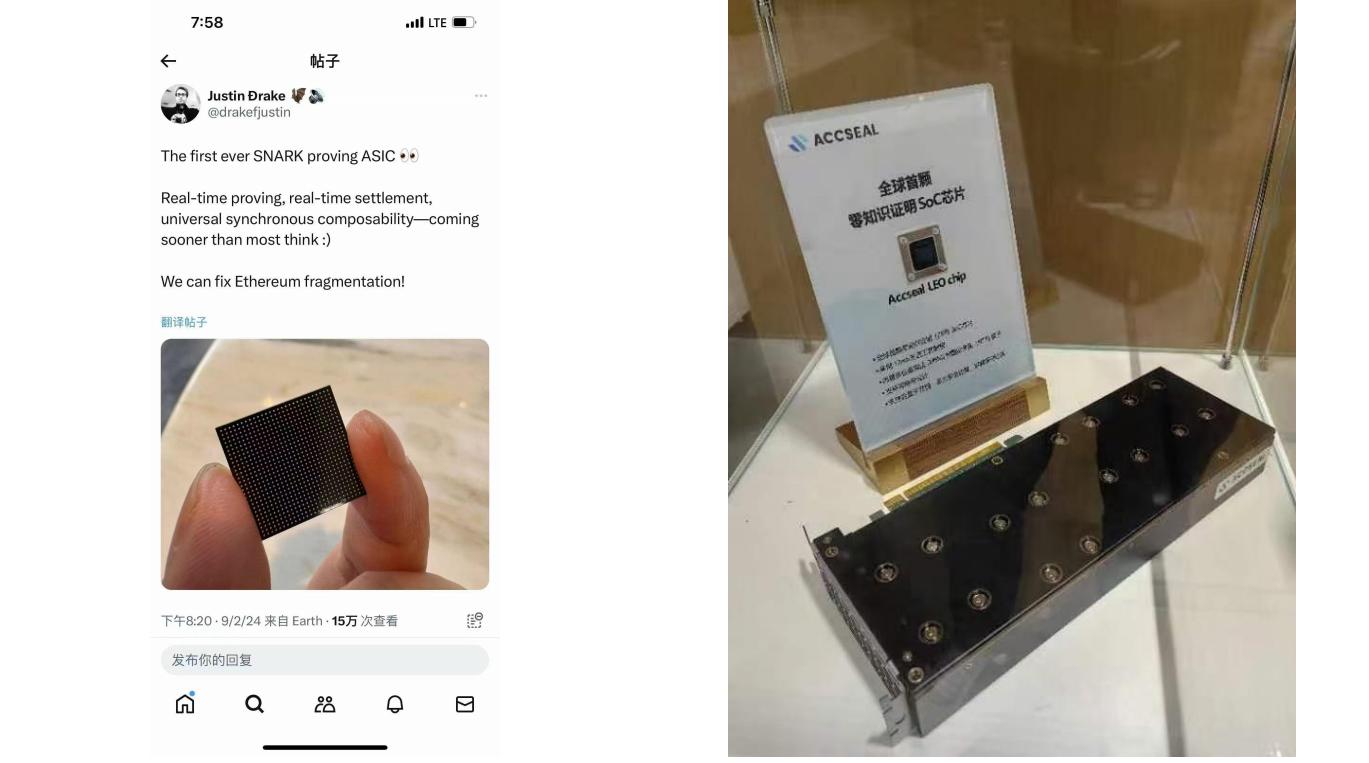 7:58
LTE
帖子
Justin Drake
@drakefjustin
The first ever SNARK proving ASIC 👀
Real-time proving, real-time settlement,
universal synchronous composability—coming
sooner than most think :)
We can fix Ethereum fragmentation!
翻译帖子
下午8:20 · 9/2/24 来自 Earth · 15万 次查看
发布你的回复
ACCSEAL
全球首颗
零知识证明 SoC芯片
Accseal LEO chip
ACCSEAL